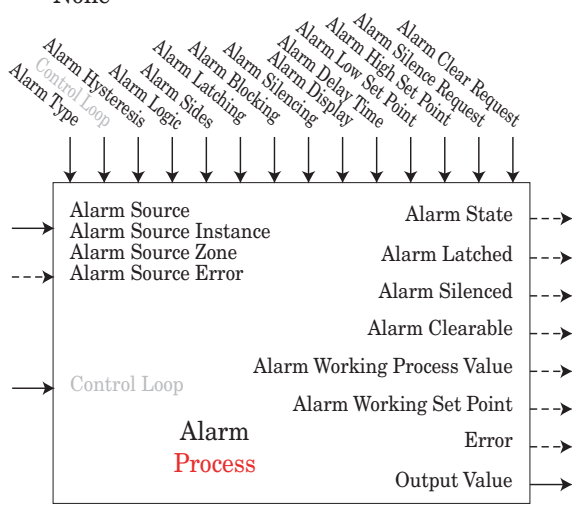 None
Alarm Type
Control Loop
Alarm Hysteresis
Alarm Logic
Alarm Sides
Alarm Latching
Alarm Blocking
Alarm Silencing
Alarm Display
Alarm Delay Time
Alarm Low Set Point
Alarm High Set Point
Alarm Silence Request
Alarm Clear Request
Alarm Source
Alarm Source Instance
Alarm Source Zone
Alarm Source Error
Control Loop
Alarm
Process
Alarm State
Alarm Latched
Alarm Silenced
Alarm Clearable
Alarm Working Process Value
Alarm Working Set Point
Error
Output Value